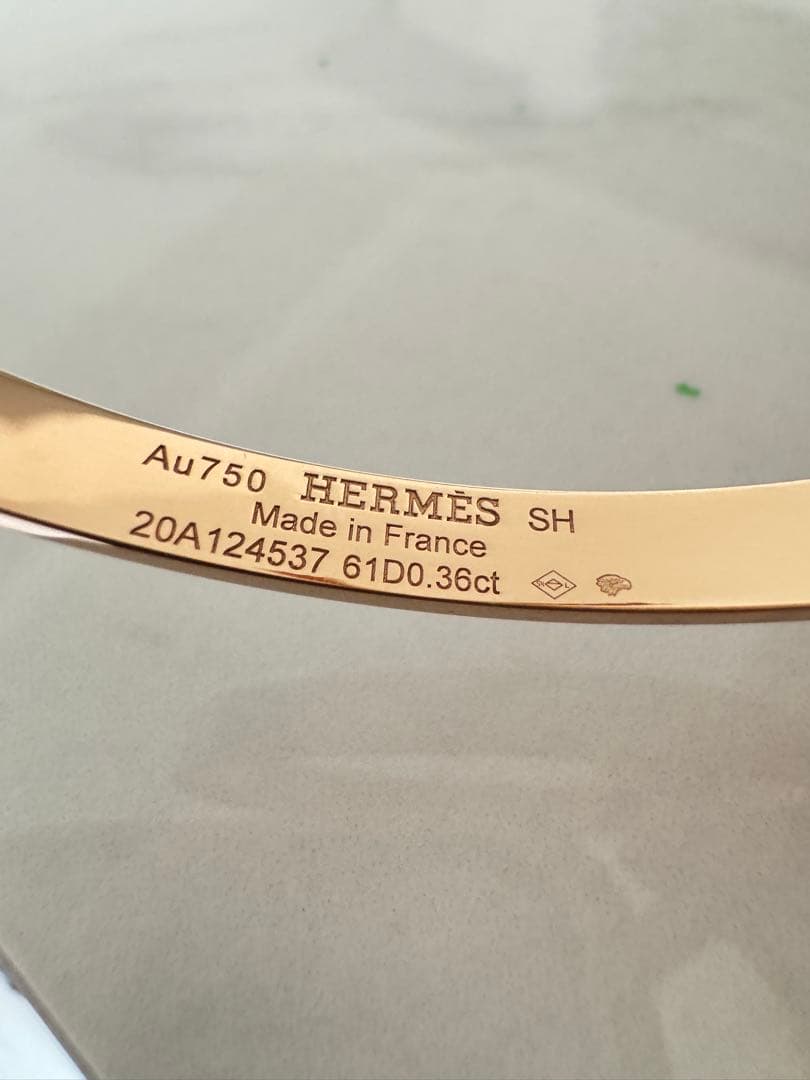 Au750 HERMÈS SH
Made in France
20A124537 61D0.36ct